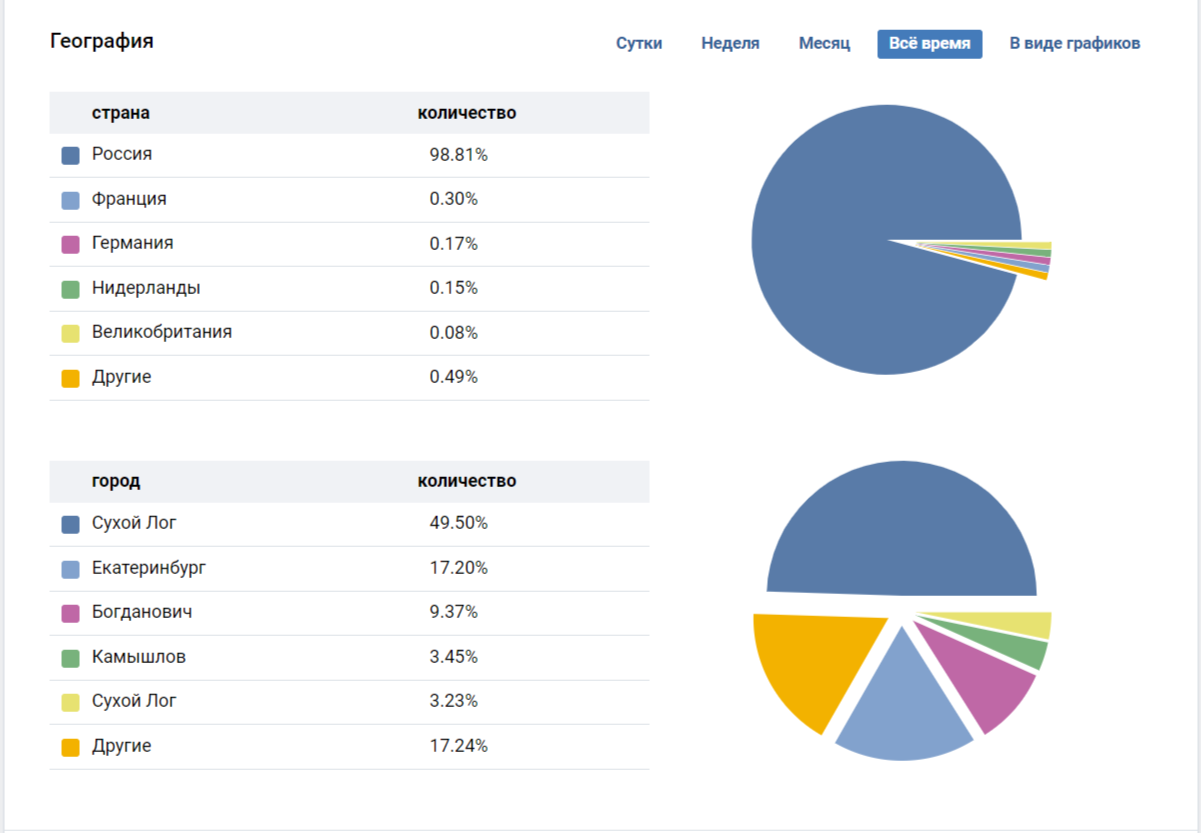 География Сутки Неделя Месяц Всё время В виде графиков
страна количество
Россия 98.81%
Франция 0.30%
Германия 0.17%
Нидерланды 0.15%
Великобритания 0.08%
Другие 0.49%
город количество
Сухой Лог 49.50%
Екатеринбург 17.20%
Богданович 9.37%
Камышлов 3.45%
Сухой Лог 3.23%
Другие 17.24%